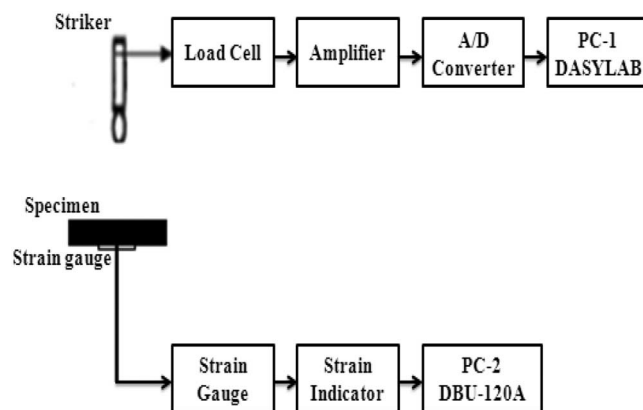 Striker
Load Cell
Amplifier
A/D
Converter
PC-1
DASYLAB
Specimen
Strain gauge
Strain
Gauge
Strain
Indicator
PC-2
DBU-120A